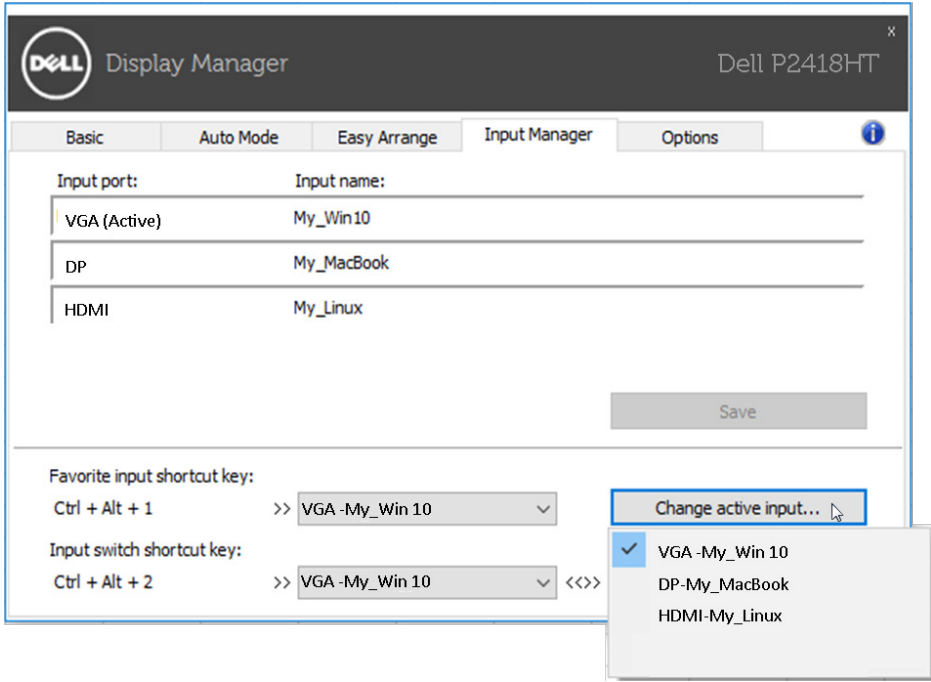 x
DELL Display Manager Dell P2418HT
Basic Auto Mode Easy Arrange Input Manager Options i
Input port: Input name:
VGA (Active) My_Win10
DP My_MacBook
HDMI My_Linux
Save
Favorite input shortcut key:
Ctrl + Alt + 1 >> VGA -My_Win 10 Change active input...
Input switch shortcut key:
Ctrl + Alt + 2 >> VGA -My_Win 10 <<>>
VGA -My_Win 10
DP-My_MacBook
HDMI-My_Linux